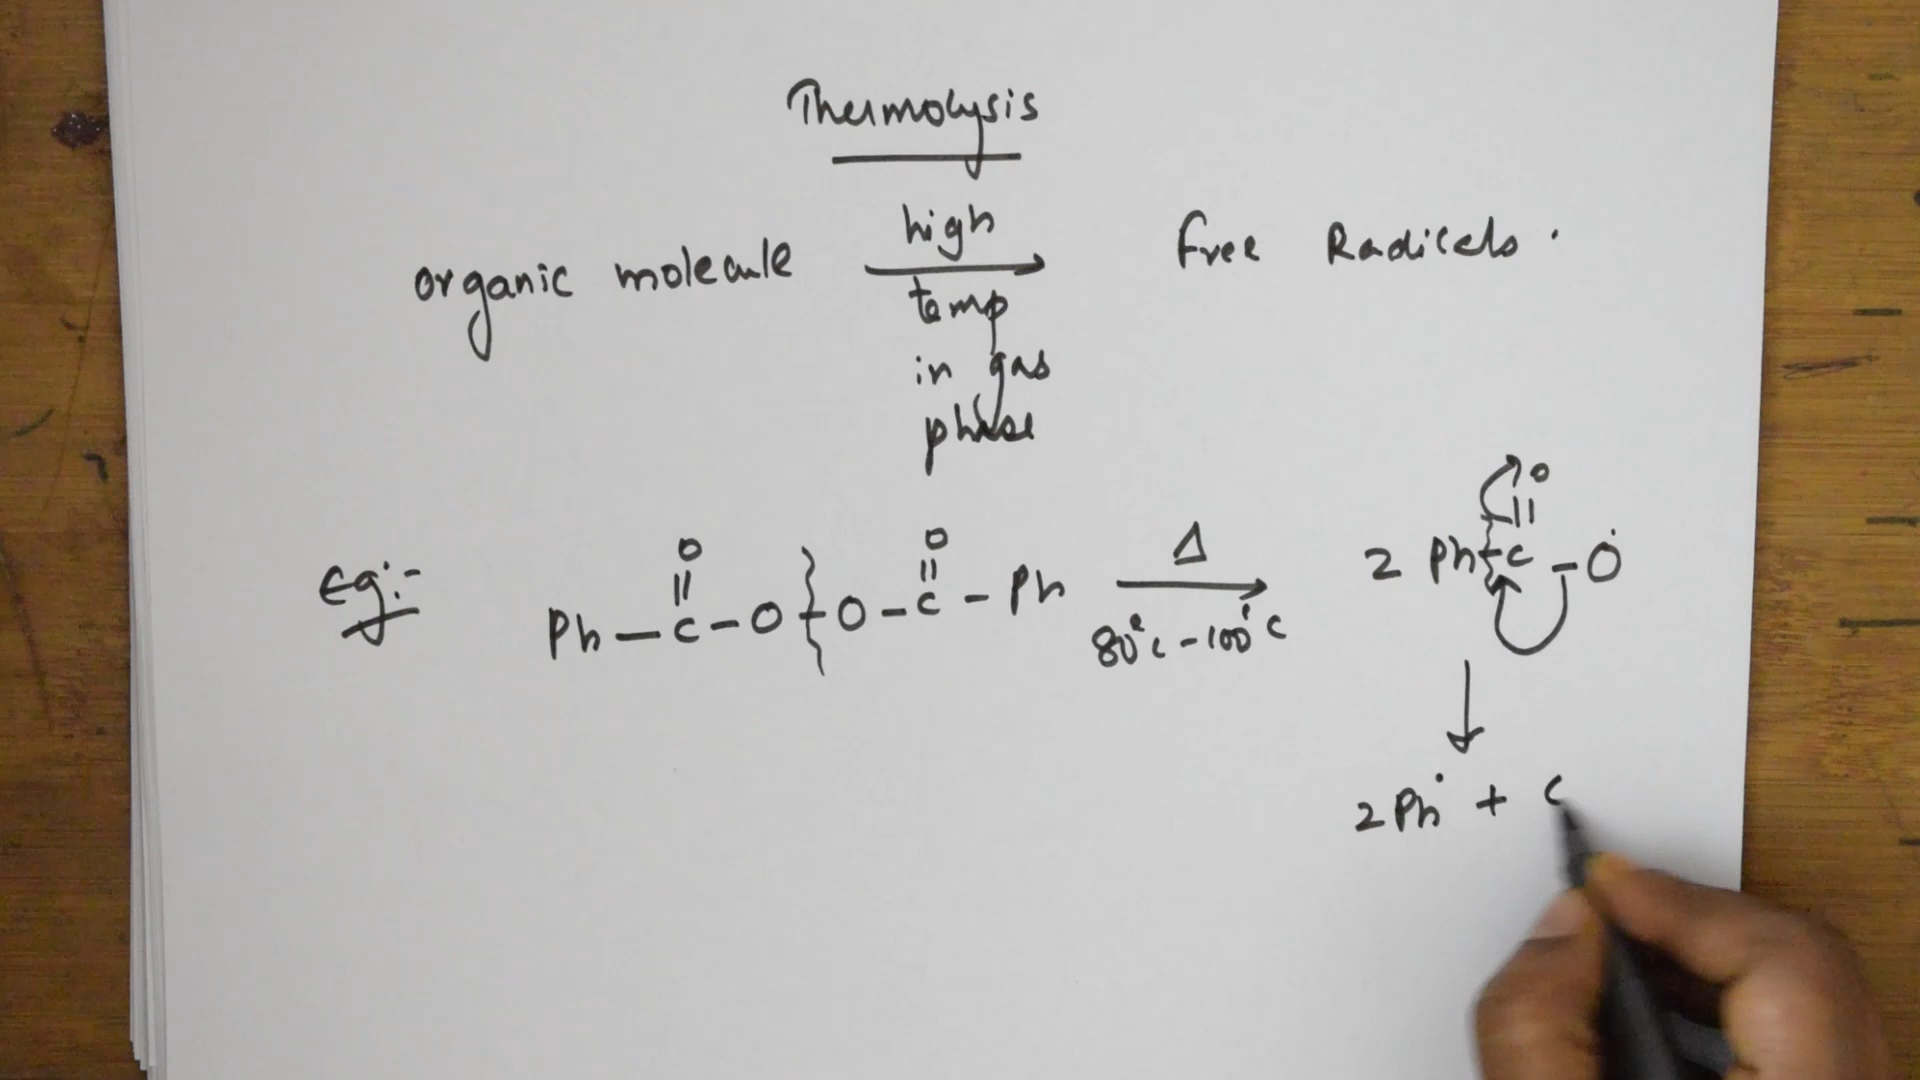 Thermolysis
organic molecule high Free Radicals.
temp
in gas
phase
O
O O Δ
eg:- Ph—C-O-O-C-Ph 2 Ph-C-O·
80°C-100°C
2Ph· + C